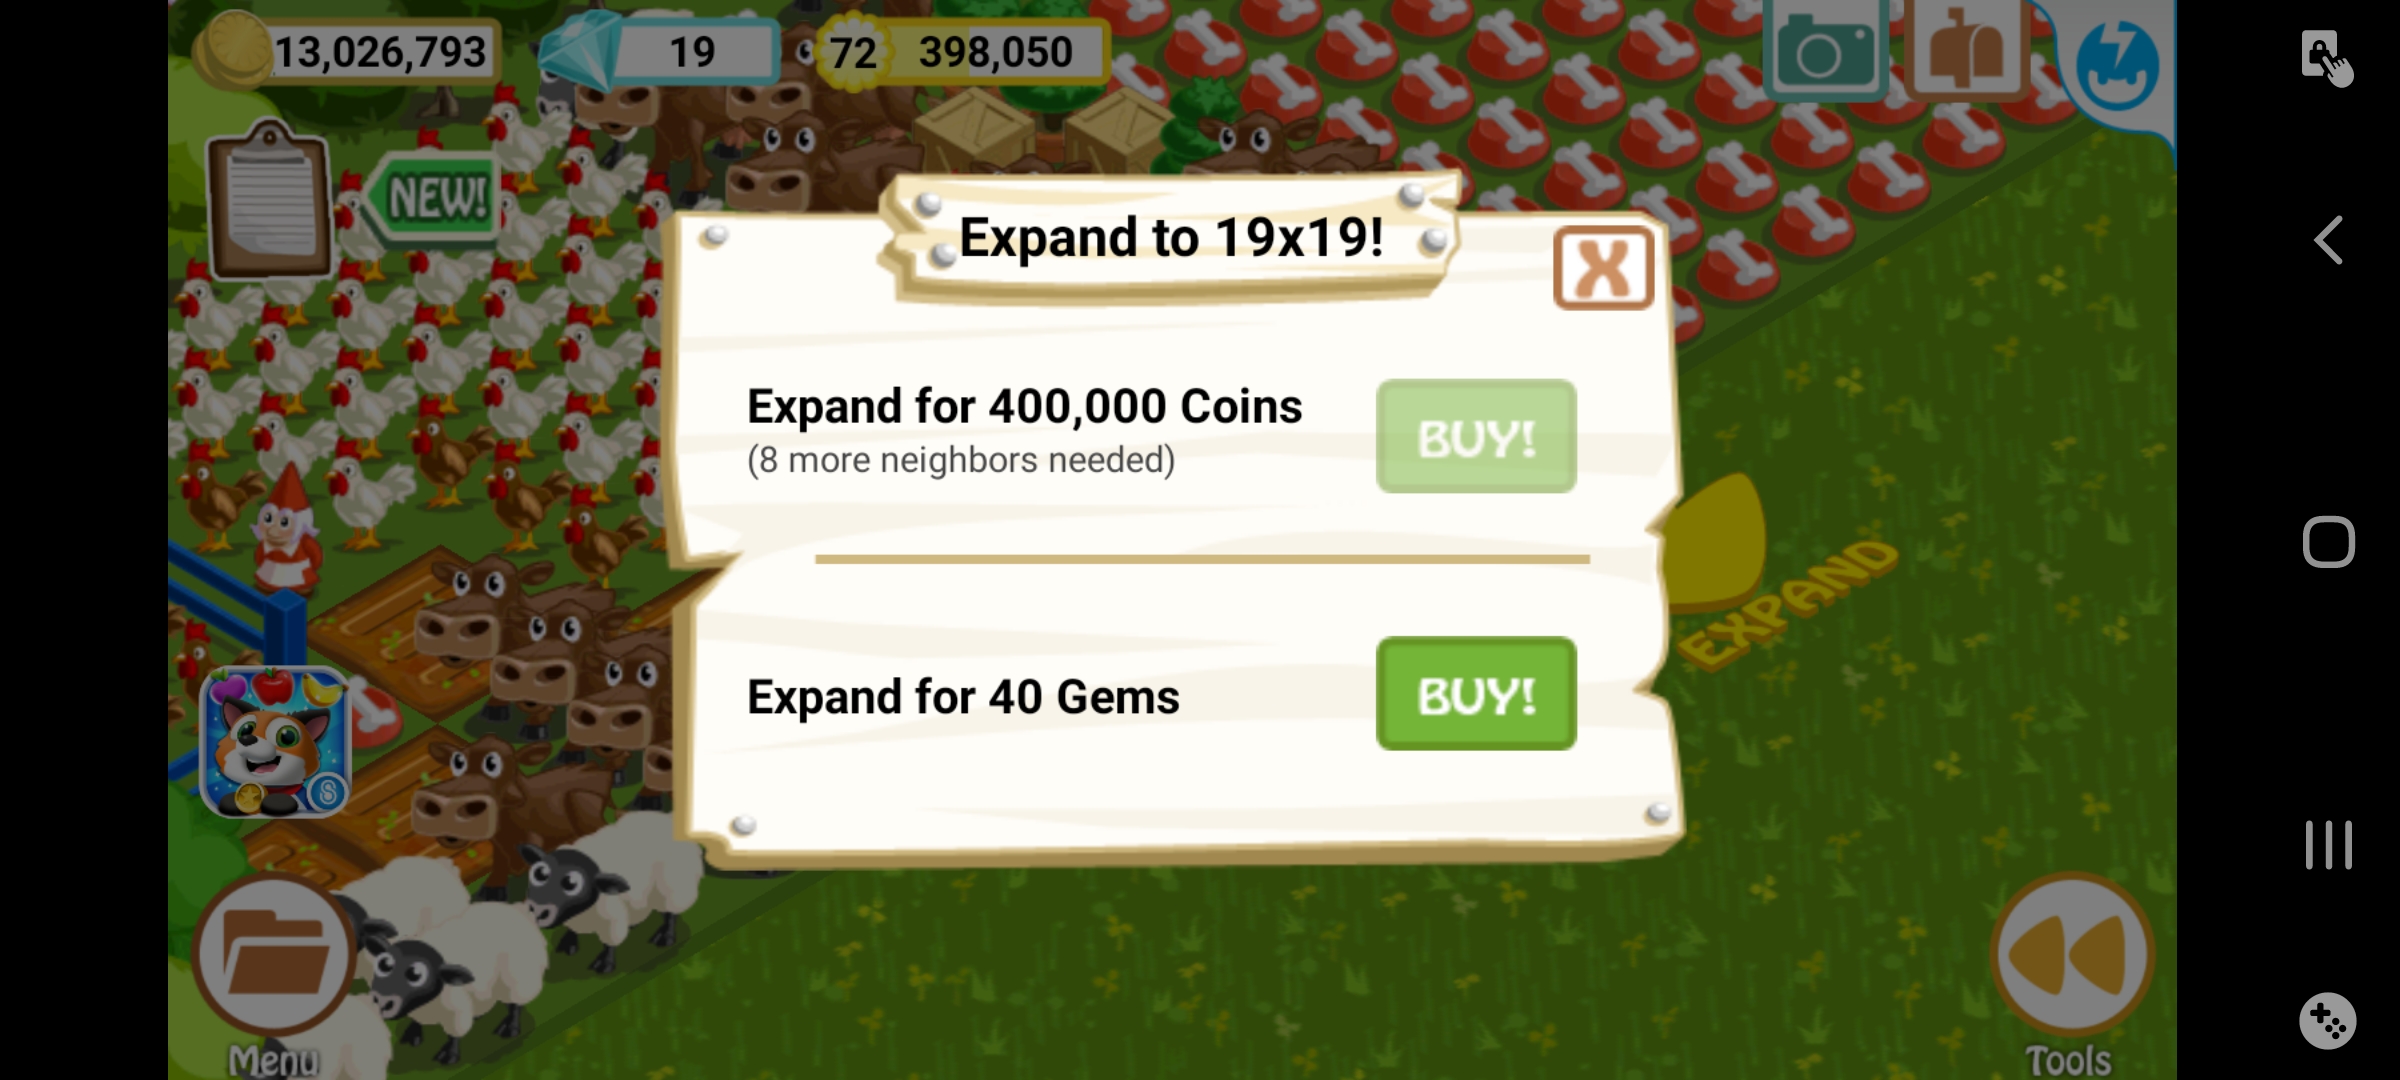 13,026,793
19
72
398,050
NEW!
Expand to 19x19!
X
Expand for 400,000 Coins
BUY!
(8 more neighbors needed)
EXPAND
Expand for 40 Gems
BUY!
S
Menu
Tools